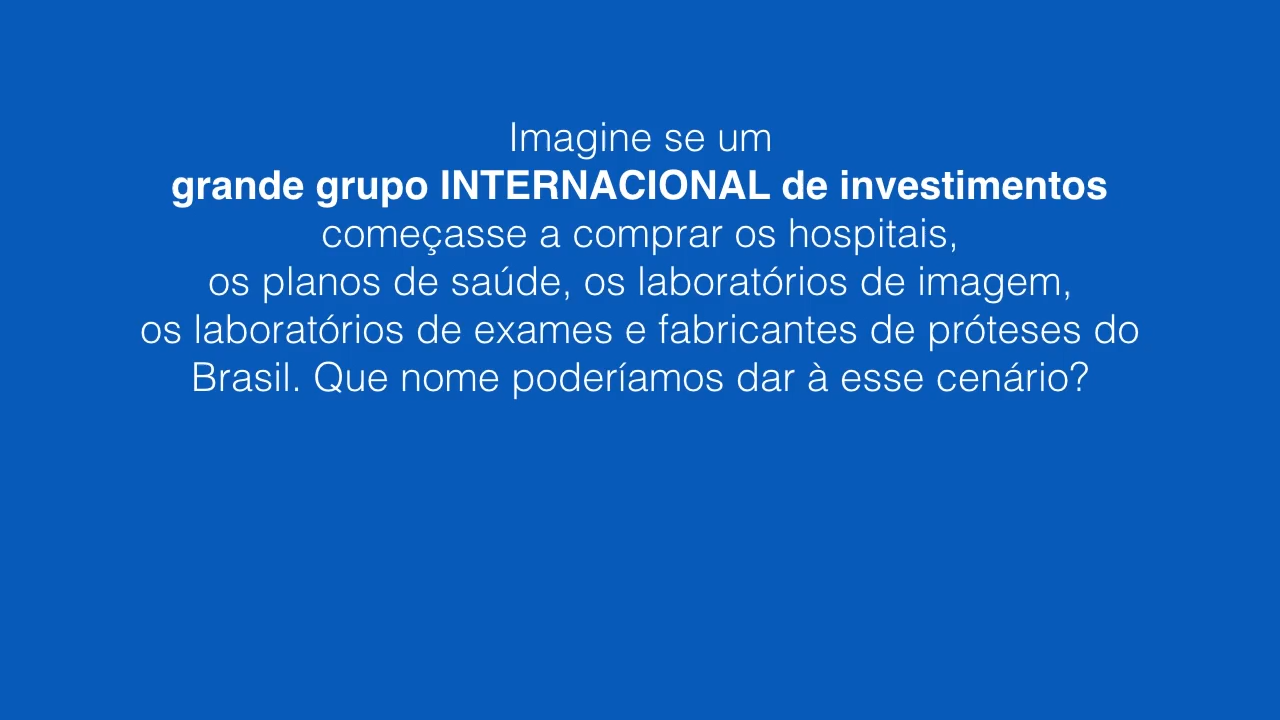 Imagine se um
grande grupo INTERNACIONAL de investimentos
começasse a comprar os hospitais,
os planos de saúde, os laboratórios de imagem,
os laboratórios de exames e fabricantes de próteses do
Brasil. Que nome poderíamos dar à esse cenário?